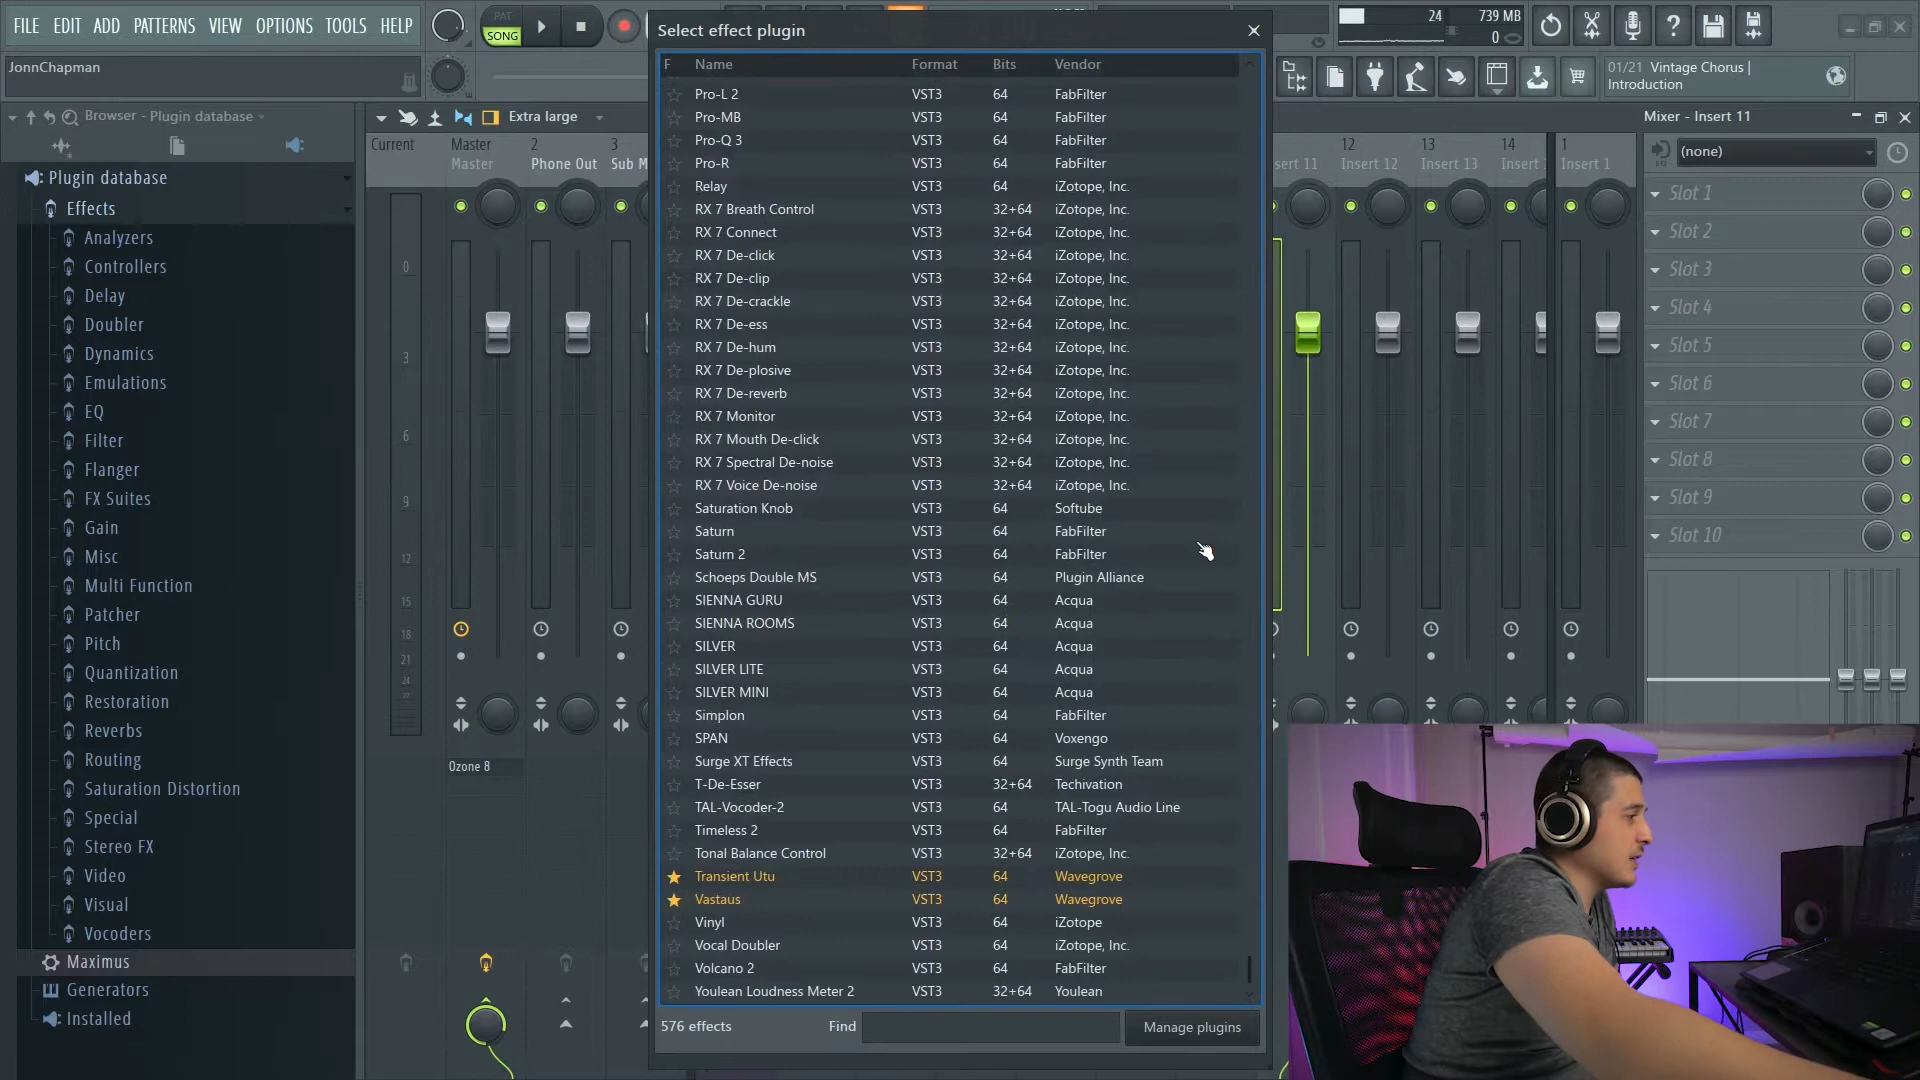 FILE EDIT ADD PATTERNS VIEW OPTIONS TOOLS HELP
PAT
SONG
24
739 MB
0
JonnChapman
01/21 Vintage Chorus |
Introduction
Browser - Plugin database
Plugin database
Effects
Analyzers
Controllers
Delay
Doubler
Dynamics
Emulations
EQ
Filter
Flanger
FX Suites
Gain
Misc
Multi Function
Patcher
Pitch
Quantization
Restoration
Reverbs
Routing
Saturation Distortion
Special
Stereo FX
Video
Visual
Vocoders
Maximus
Generators
Installed
Extra large
Current
Master
Master
2
Phone Out
3
Sub M
0
3
6
9
12
15
18
21
24
27
Ozone 8
Select effect plugin
F Name Format Bits Vendor
Pro-L 2 VST3 64 FabFilter
Pro-MB VST3 64 FabFilter
Pro-Q 3 VST3 64 FabFilter
Pro-R VST3 64 FabFilter
Relay VST3 64 iZotope, Inc.
RX 7 Breath Control VST3 32+64 iZotope, Inc.
RX 7 Connect VST3 32+64 iZotope, Inc.
RX 7 De-click VST3 32+64 iZotope, Inc.
RX 7 De-clip VST3 32+64 iZotope, Inc.
RX 7 De-crackle VST3 32+64 iZotope, Inc.
RX 7 De-ess VST3 32+64 iZotope, Inc.
RX 7 De-hum VST3 32+64 iZotope, Inc.
RX 7 De-plosive VST3 32+64 iZotope, Inc.
RX 7 De-reverb VST3 32+64 iZotope, Inc.
RX 7 Monitor VST3 32+64 iZotope, Inc.
RX 7 Mouth De-click VST3 32+64 iZotope, Inc.
RX 7 Spectral De-noise VST3 32+64 iZotope, Inc.
RX 7 Voice De-noise VST3 32+64 iZotope, Inc.
Saturation Knob VST3 64 Softube
Saturn VST3 64 FabFilter
Saturn 2 VST3 64 FabFilter
Schoeps Double MS VST3 64 Plugin Alliance
SIENNA GURU VST3 64 Acqua
SIENNA ROOMS VST3 64 Acqua
SILVER VST3 64 Acqua
SILVER LITE VST3 64 Acqua
SILVER MINI VST3 64 Acqua
Simplon VST3 64 FabFilter
SPAN VST3 64 Voxengo
Surge XT Effects VST3 64 Surge Synth Team
T-De-Esser VST3 32+64 Techivation
TAL-Vocoder-2 VST3 64 TAL-Togu Audio Line
Timeless 2 VST3 64 FabFilter
Tonal Balance Control VST3 32+64 iZotope, Inc.
Transient Utu VST3 64 Wavegrove
Vastaus VST3 64 Wavegrove
Vinyl VST3 64 iZotope
Vocal Doubler VST3 64 iZotope, Inc.
Volcano 2 VST3 64 FabFilter
Youlean Loudness Meter 2 VST3 32+64 Youlean
576 effects
Find
Manage plugins
sert 11
12
Insert 12
13
Insert 13
14
Insert
1
Insert 1
Mixer - Insert 11
(none)
Slot 1
Slot 2
Slot 3
Slot 4
Slot 5
Slot 6
Slot 7
Slot 8
Slot 9
Slot 10